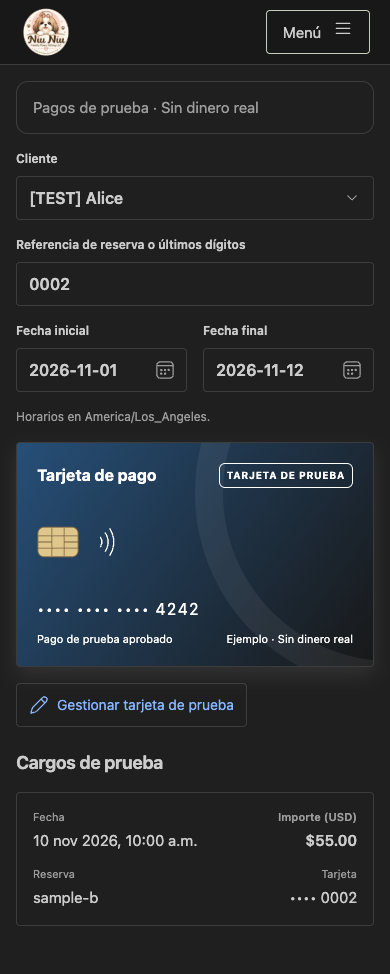 Niu Niu
Menú
Pagos de prueba · Sin dinero real
Cliente
[TEST] Alice
Referencia de reserva o últimos dígitos
0002
Fecha inicial
Fecha final
2026-11-01
2026-11-12
Horarios en America/Los_Angeles.
Tarjeta de pago
TARJETA DE PRUEBA
•••• •••• •••• 4242
Pago de prueba aprobado
Ejemplo · Sin dinero real
Gestionar tarjeta de prueba
Cargos de prueba
Fecha
Importe (USD)
10 nov 2026, 10:00 a.m.
$55.00
Reserva
Tarjeta
sample-b
•••• 0002